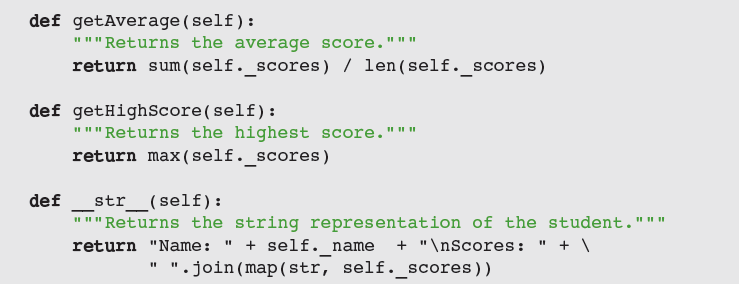 def getAverage(self):
    """Returns the average score."""
    return sum(self._scores) / len(self._scores)
def getHighScore(self):
    """Returns the highest score."""
    return max(self._scores)
def __str__(self):
    """Returns the string representation of the student."""
    return "Name: " + self._name  + "\nScores: " + \
           " ".join(map(str, self._scores))